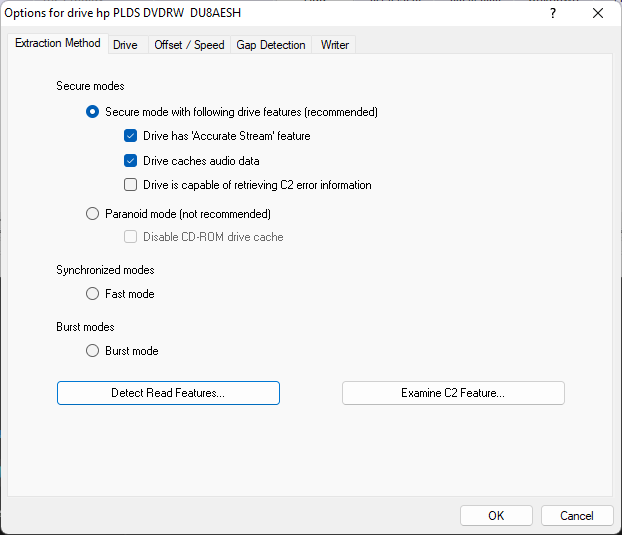 Options for drive hp PLDS DVDRW  DU8AESH
?
Extraction Method
Drive
Offset / Speed
Gap Detection
Writer
Secure modes
Secure mode with following drive features (recommended)
Drive has 'Accurate Stream' feature
Drive caches audio data
Drive is capable of retrieving C2 error information
Paranoid mode (not recommended)
Disable CD-ROM drive cache
Synchronized modes
Fast mode
Burst modes
Burst mode
Detect Read Features...
Examine C2 Feature...
OK
Cancel